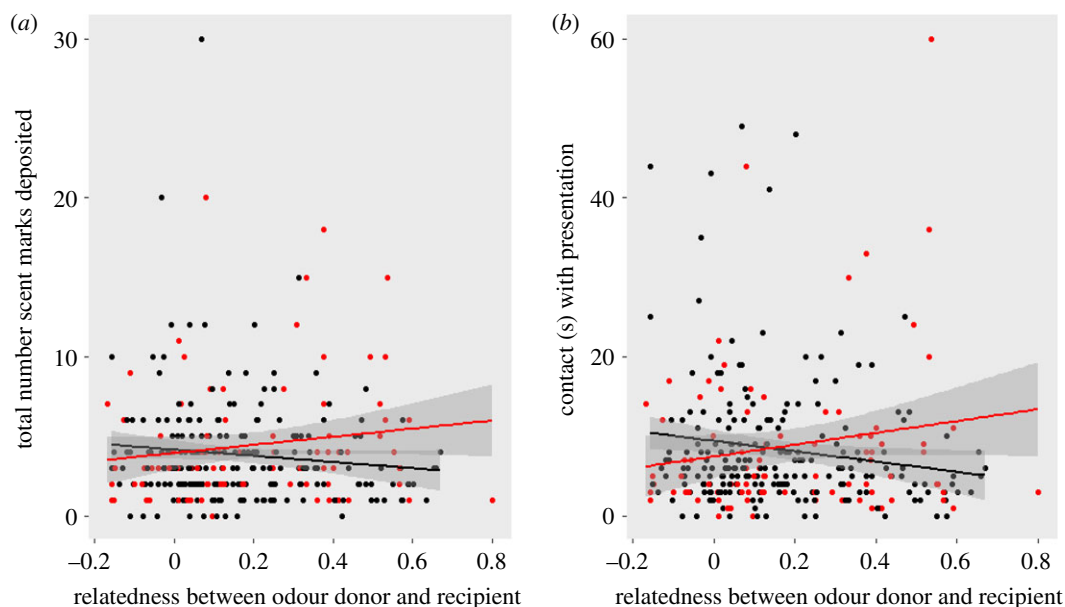 (a)
30
20
10
0
total number scent marks deposited
–0.2 0 0.2 0.4 0.6 0.8
relatedness between odour donor and recipient
(b)
60
40
20
0
contact (s) with presentation
–0.2 0 0.2 0.4 0.6 0.8
relatedness between odour donor and recipient